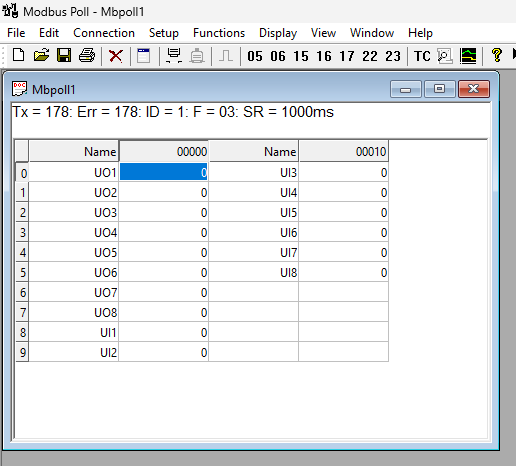 Modbus Poll - Mbpoll1
File Edit Connection Setup Functions Display View Window Help
05 06 15 16 17 22 23 TC ?
DOC Mbpoll1
Tx = 178: Err = 178: ID = 1: F = 03: SR = 1000ms
Name 00000 Name 00010
0 UO1 0 UI3 0
1 UO2 0 UI4 0
2 UO3 0 UI5 0
3 UO4 0 UI6 0
4 UO5 0 UI7 0
5 UO6 0 UI8 0
6 UO7 0
7 UO8 0
8 UI1 0
9 UI2 0